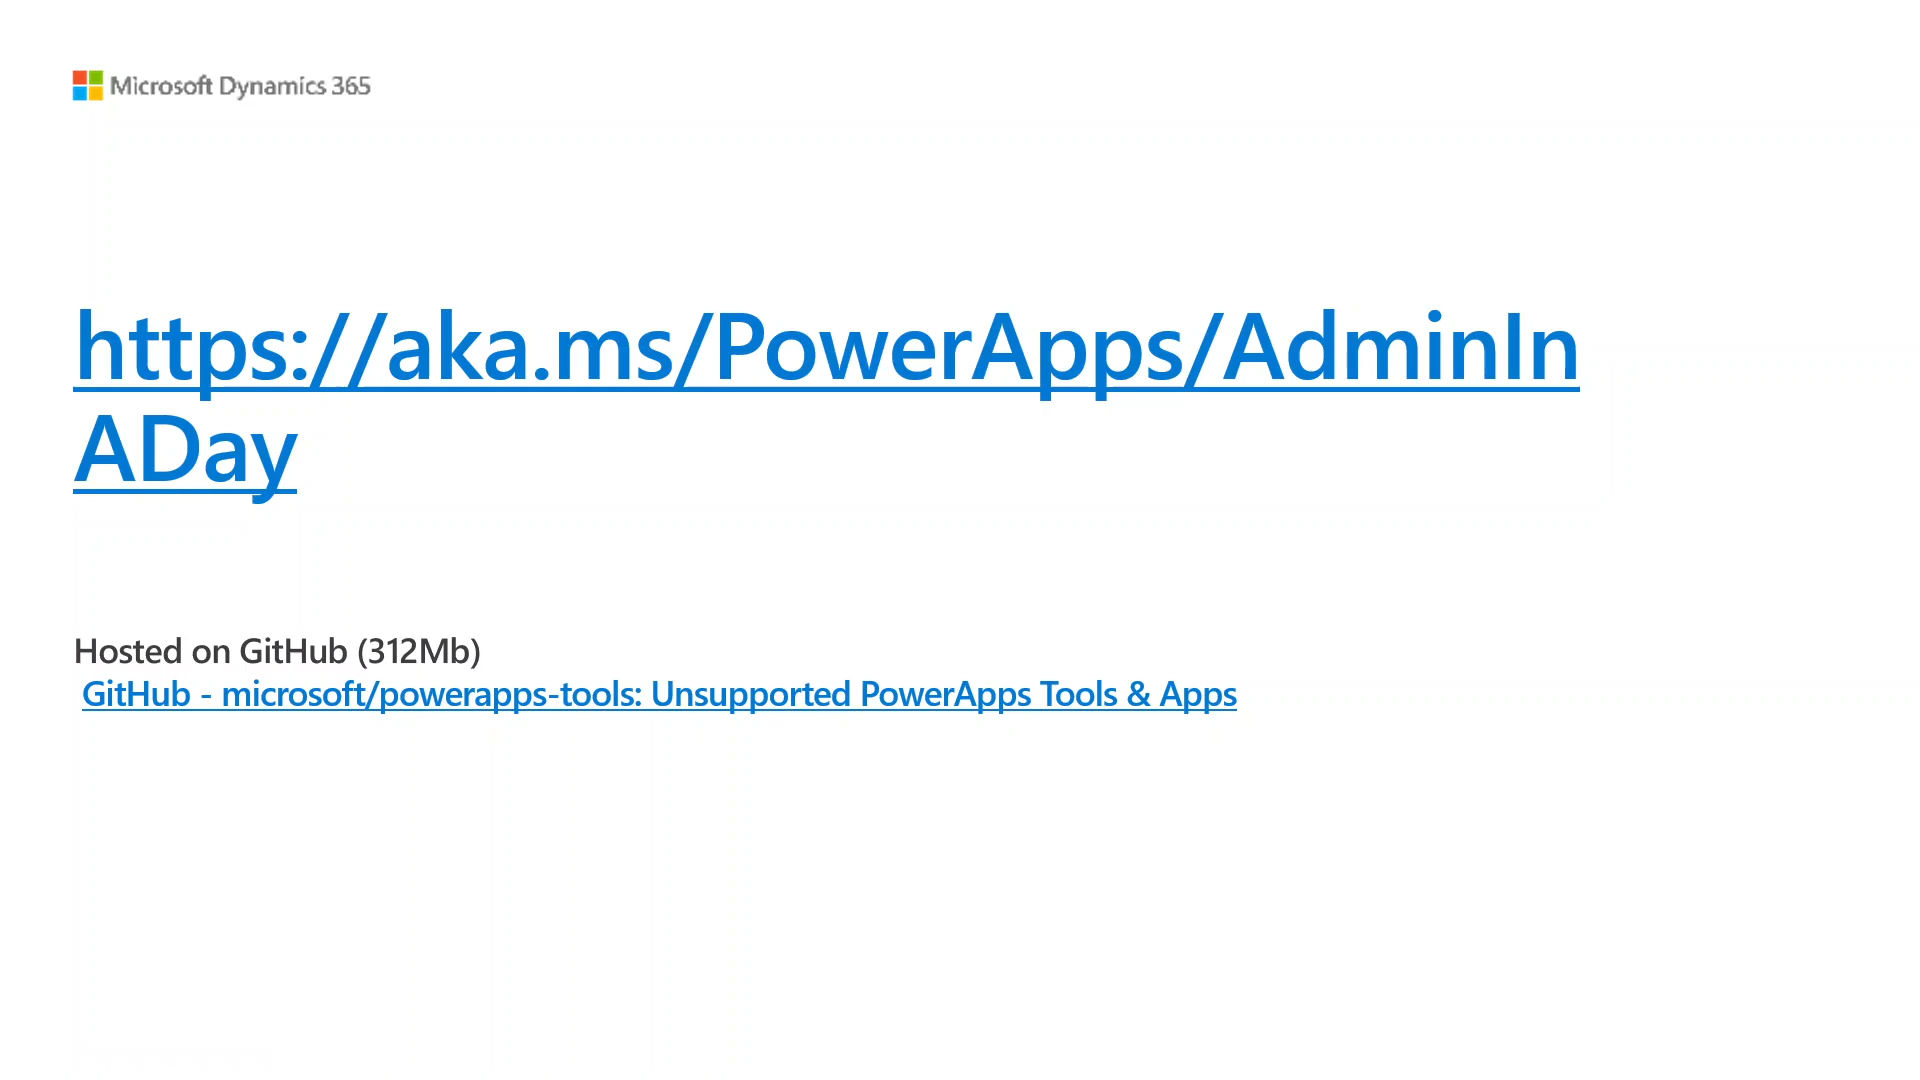 Microsoft Dynamics 365
https://aka.ms/PowerApps/AdminIn
ADay
Hosted on GitHub (312Mb)
GitHub - microsoft/powerapps-tools: Unsupported PowerApps Tools & Apps